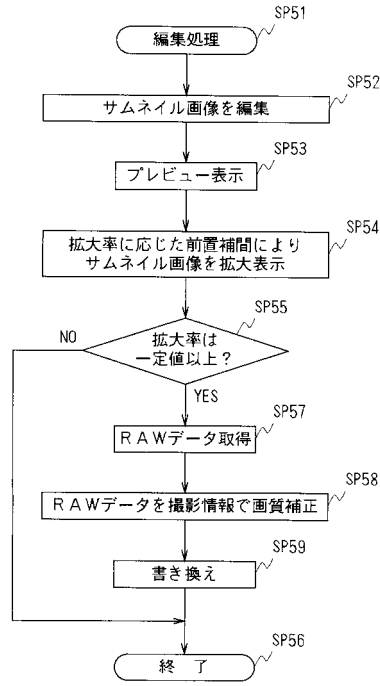 SP51
編集処理
SP52
サムネイル画像を編集
SP53
プレビュー表示
SP54
拡大率に応じた前置補間により
サムネイル画像を拡大表示
SP55
拡大率は
一定値以上?
NO
YES
SP57
RAWデータ取得
SP58
RAWデータを撮影情報で画質補正
SP59
書き換え
SP56
終了